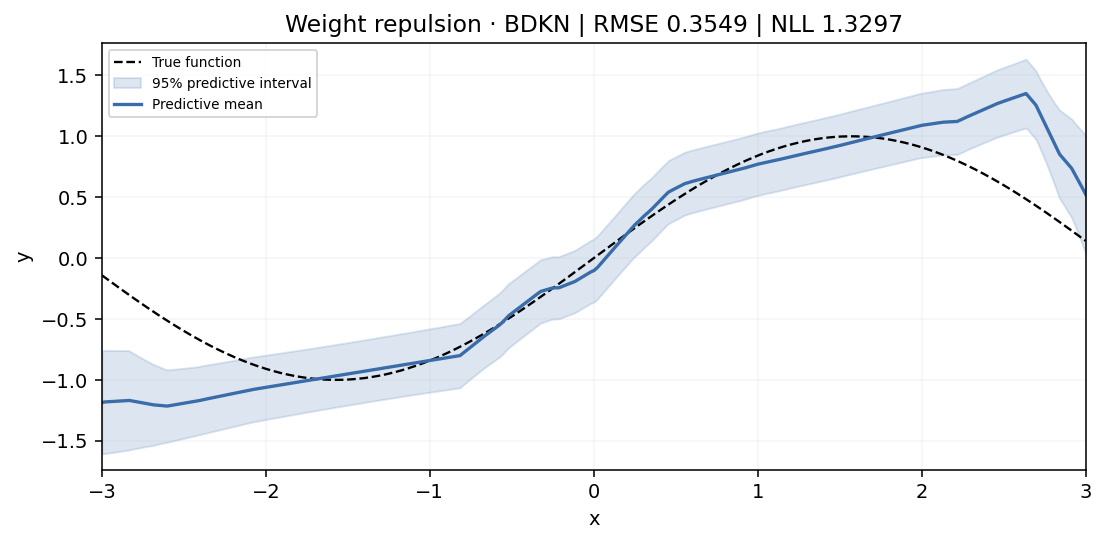 Weight repulsion · BDKN | RMSE 0.3549 | NLL 1.3297
True function
95% predictive interval
Predictive mean
1.5
1.0
0.5
0.0
−0.5
−1.0
−1.5
y
−3
−2
−1
0
1
2
3
x